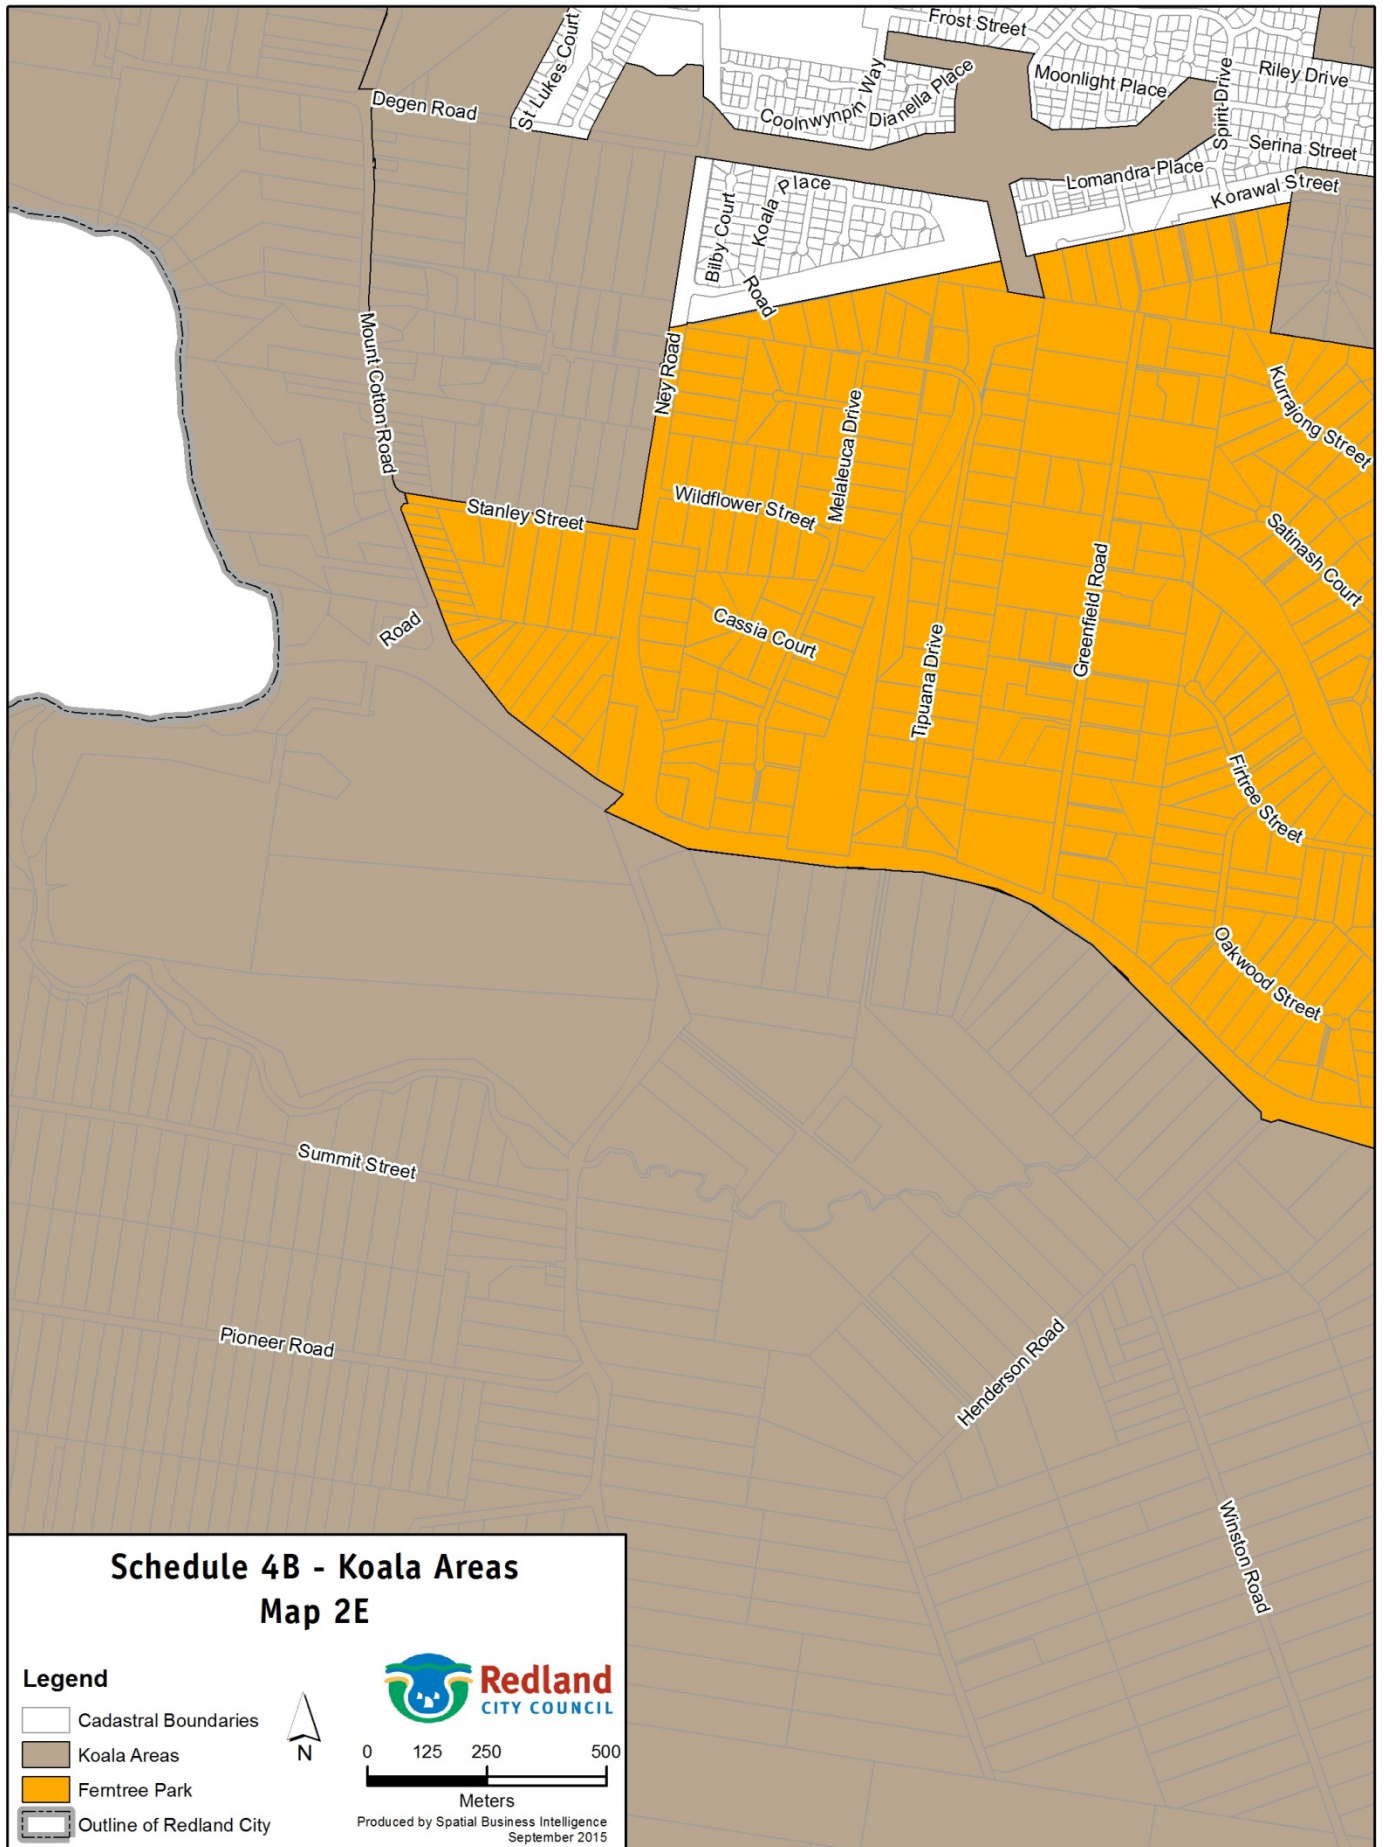 Frost Street
St Lukes Court
Degen Road
Coolnwynpin Way
Dianella Place
Moonlight Place
Spirit Drive
Riley Drive
Serina Street
Lomandra Place
Korawal Street
Bilby Court
Koala Place
Road
Mount Cotton Road
Ney Road
Melaleuca Drive
Kurrajong Street
Stanley Street
Wildflower Street
Satinash Court
Greenfield Road
Road
Cassia Court
Tipuana Drive
Firtree Street
Oakwood Street
Summit Street
Pioneer Road
Henderson Road
Winston Road
Schedule 4B - Koala Areas
Map 2E
Legend
Cadastral Boundaries
Koala Areas
Ferntree Park
Outline of Redland City
N
Redland
CITY COUNCIL
0 125 250 500
Meters
Produced by Spatial Business Intelligence
September 2015